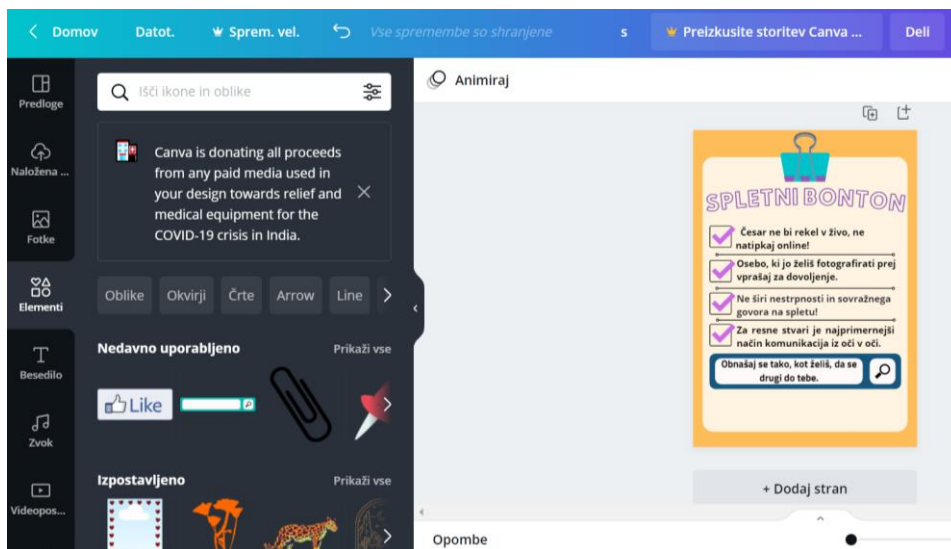 Domov Datot. Sprem. vel. Vse spremembe so shranjene s Preizkusite storitev Canva ... Deli
Predloge
Naložena ...
Fotke
Elementi
Besedilo
Zvok
Videopos...
Išči ikone in oblike
Canva is donating all proceeds
from any paid media used in
your design towards relief and
medical equipment for the
COVID-19 crisis in India.
Oblike Okvirji Črte Arrow Line
Nedavno uporabljeno Prikaži vse
Like
Izpostavljeno Prikaži vse
Animiraj
SPLETNI BONTON
Česar ne bi rekel v živo, ne
natipkaj online!
Osebo, ki jo želiš fotografirati prej
vprašaj za dovoljenje.
Ne širi nestrpnosti in sovražnega
govora na spletu!
Za resne stvari je najprimernejši
način komunikacija iz oči v oči.
Obnašaj se tako, kot želiš, da se
drugi do tebe.
+ Dodaj stran
Opombe